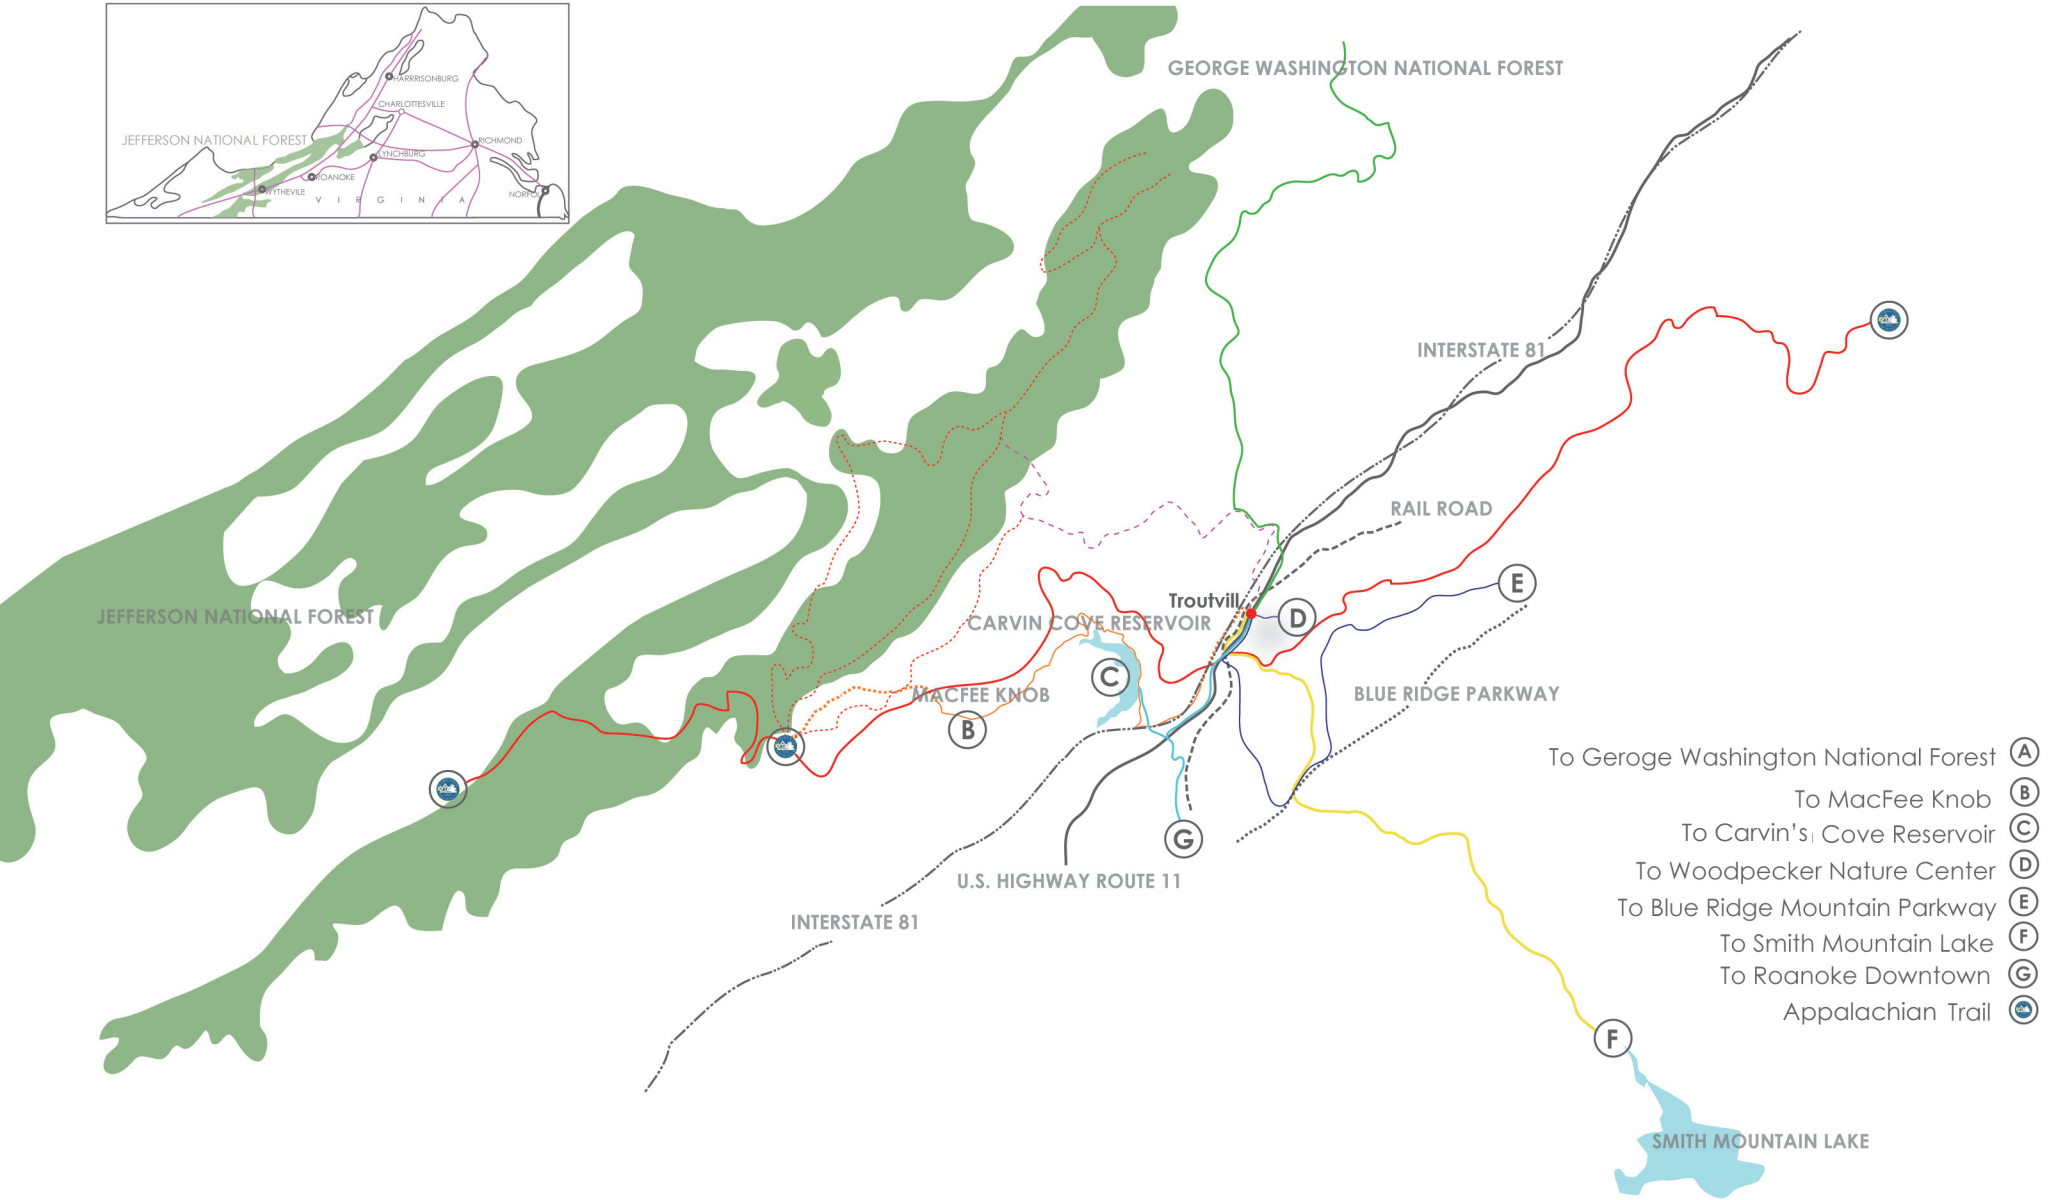 HARRRISONBURG
CHARLOTTESVILLE
JEFFERSON NATIONAL FOREST
RICHMOND
LYNCHBURG
ROANOKE
WYTHEVILE
NORFOL
V I R G I N I A
GEORGE WASHINGTON NATIONAL FOREST
INTERSTATE 81
RAIL ROAD
E
Troutvill
JEFFERSON NATIONAL FOREST
CARVIN COVE RESERVOIR
D
C
MACFEE KNOB
BLUE RIDGE PARKWAY
B
G
U.S. HIGHWAY ROUTE 11
INTERSTATE 81
To Geroge Washington National Forest A
To MacFee Knob B
To Carvin's Cove Reservoir C
To Woodpecker Nature Center D
To Blue Ridge Mountain Parkway E
To Smith Mountain Lake F
To Roanoke Downtown G
Appalachian Trail
F
SMITH MOUNTAIN LAKE